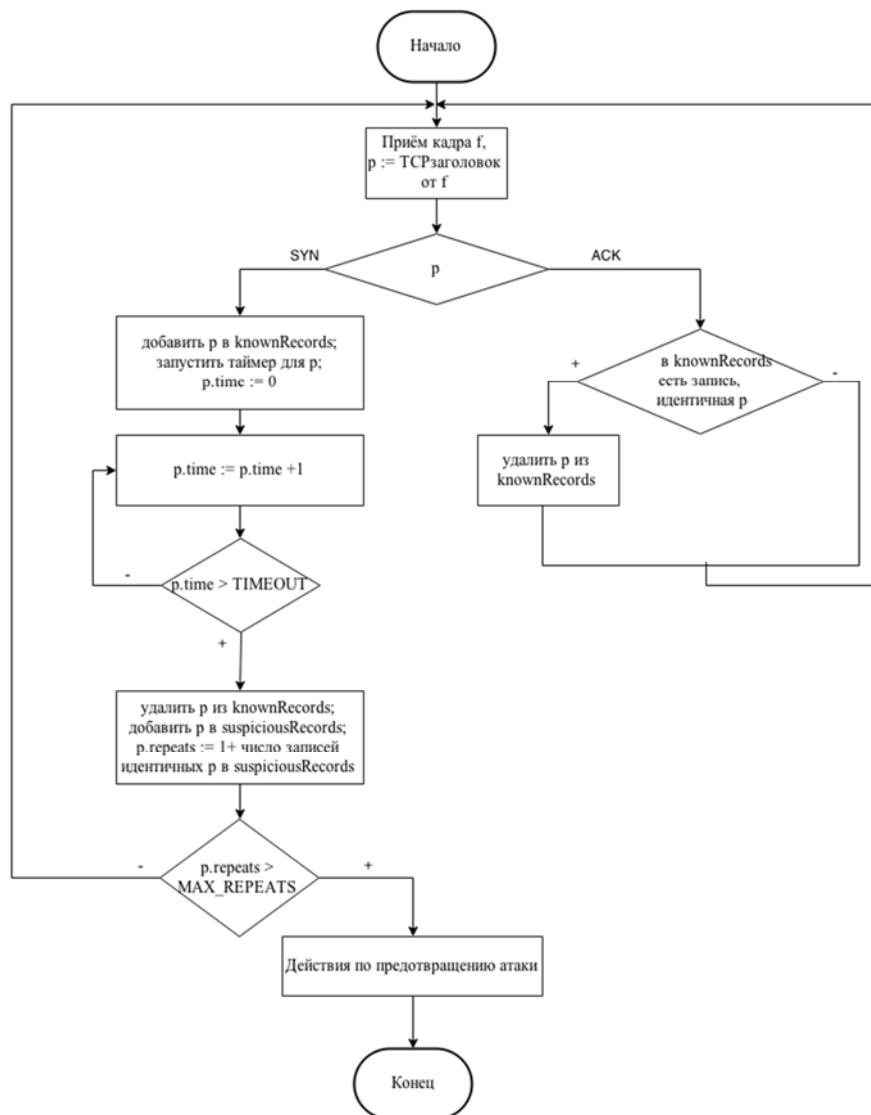 Начало
Приём кадра f,
p := TCPзаголовок
от f
SYN
p
ACK
добавить p в knownRecords;
запустить таймер для p;
p.time := 0
+
в knownRecords
есть запись,
идентичная p
-
p.time := p.time +1
удалить p из
knownRecords
-
p.time > TIMEOUT
+
удалить p из knownRecords;
добавить p в suspiciousRecords;
p.repeats := 1+ число записей
идентичных p в suspiciousRecords
-
p.repeats >
MAX_REPEATS
+
Действия по предотвращению атаки
Конец